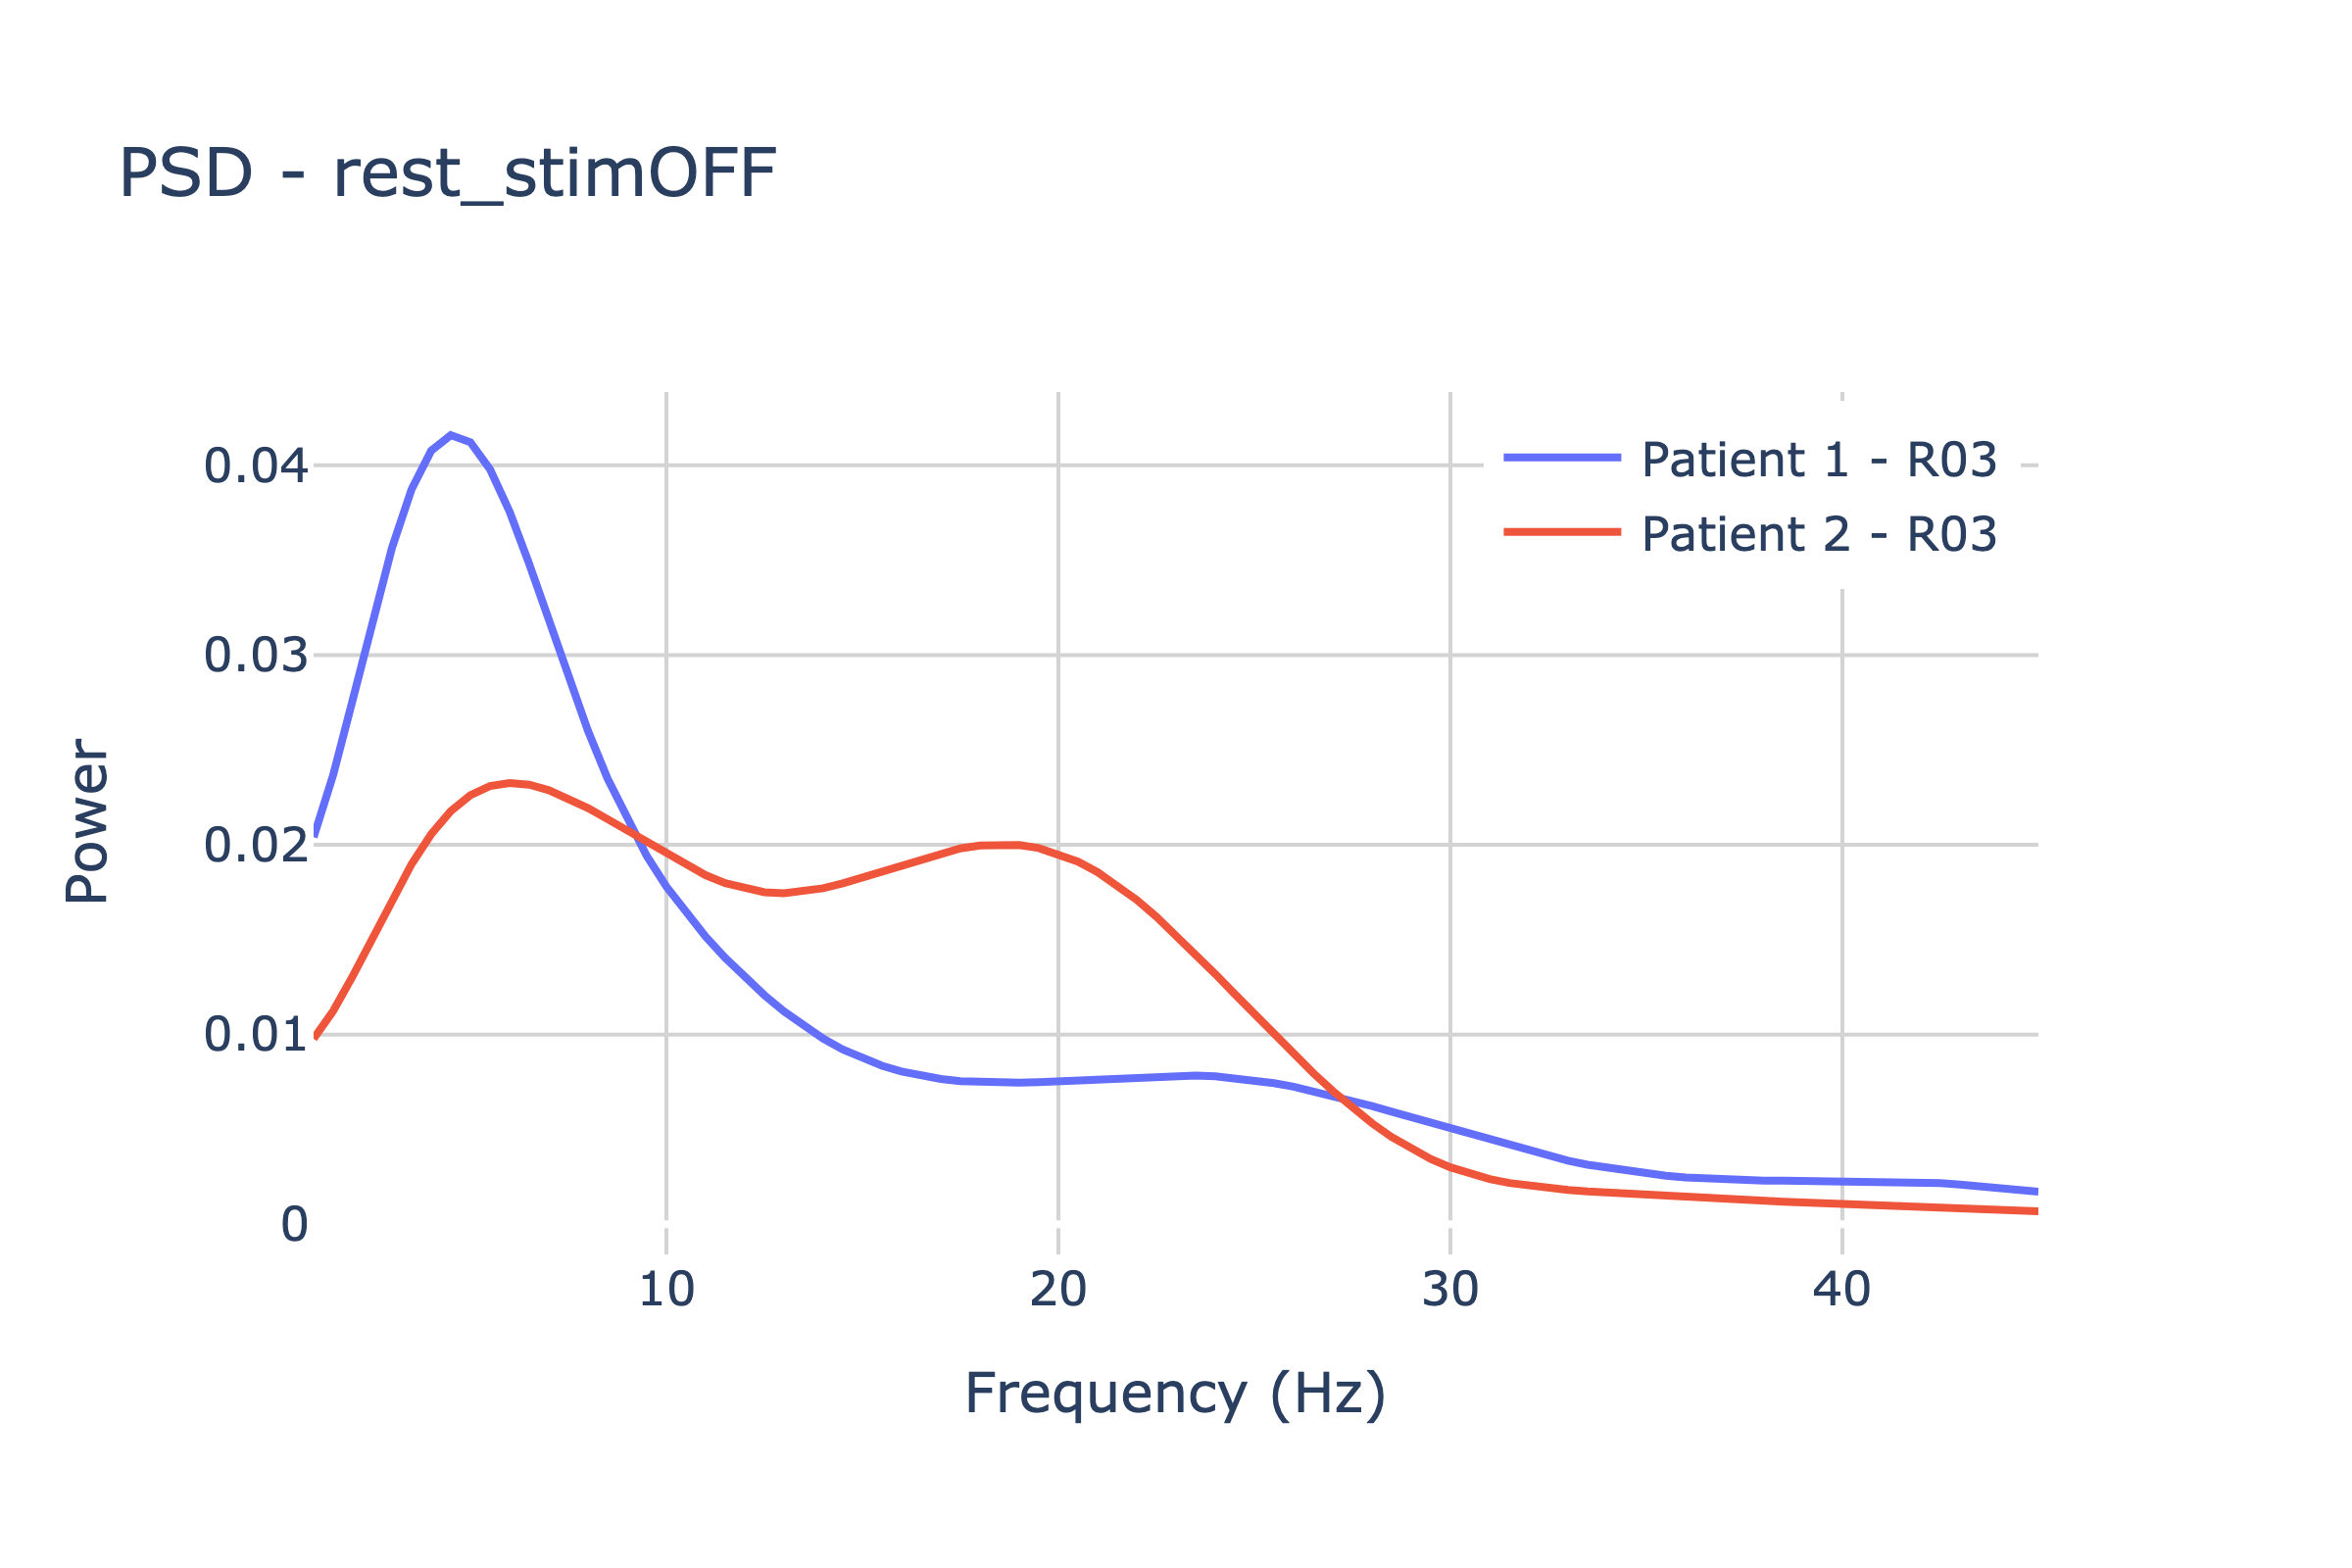 PSD - rest_stimOFF
Patient 1 - R03
Patient 2 - R03
0.04
0.03
0.02
0.01
0
Power
10
20
30
40
Frequency (Hz)